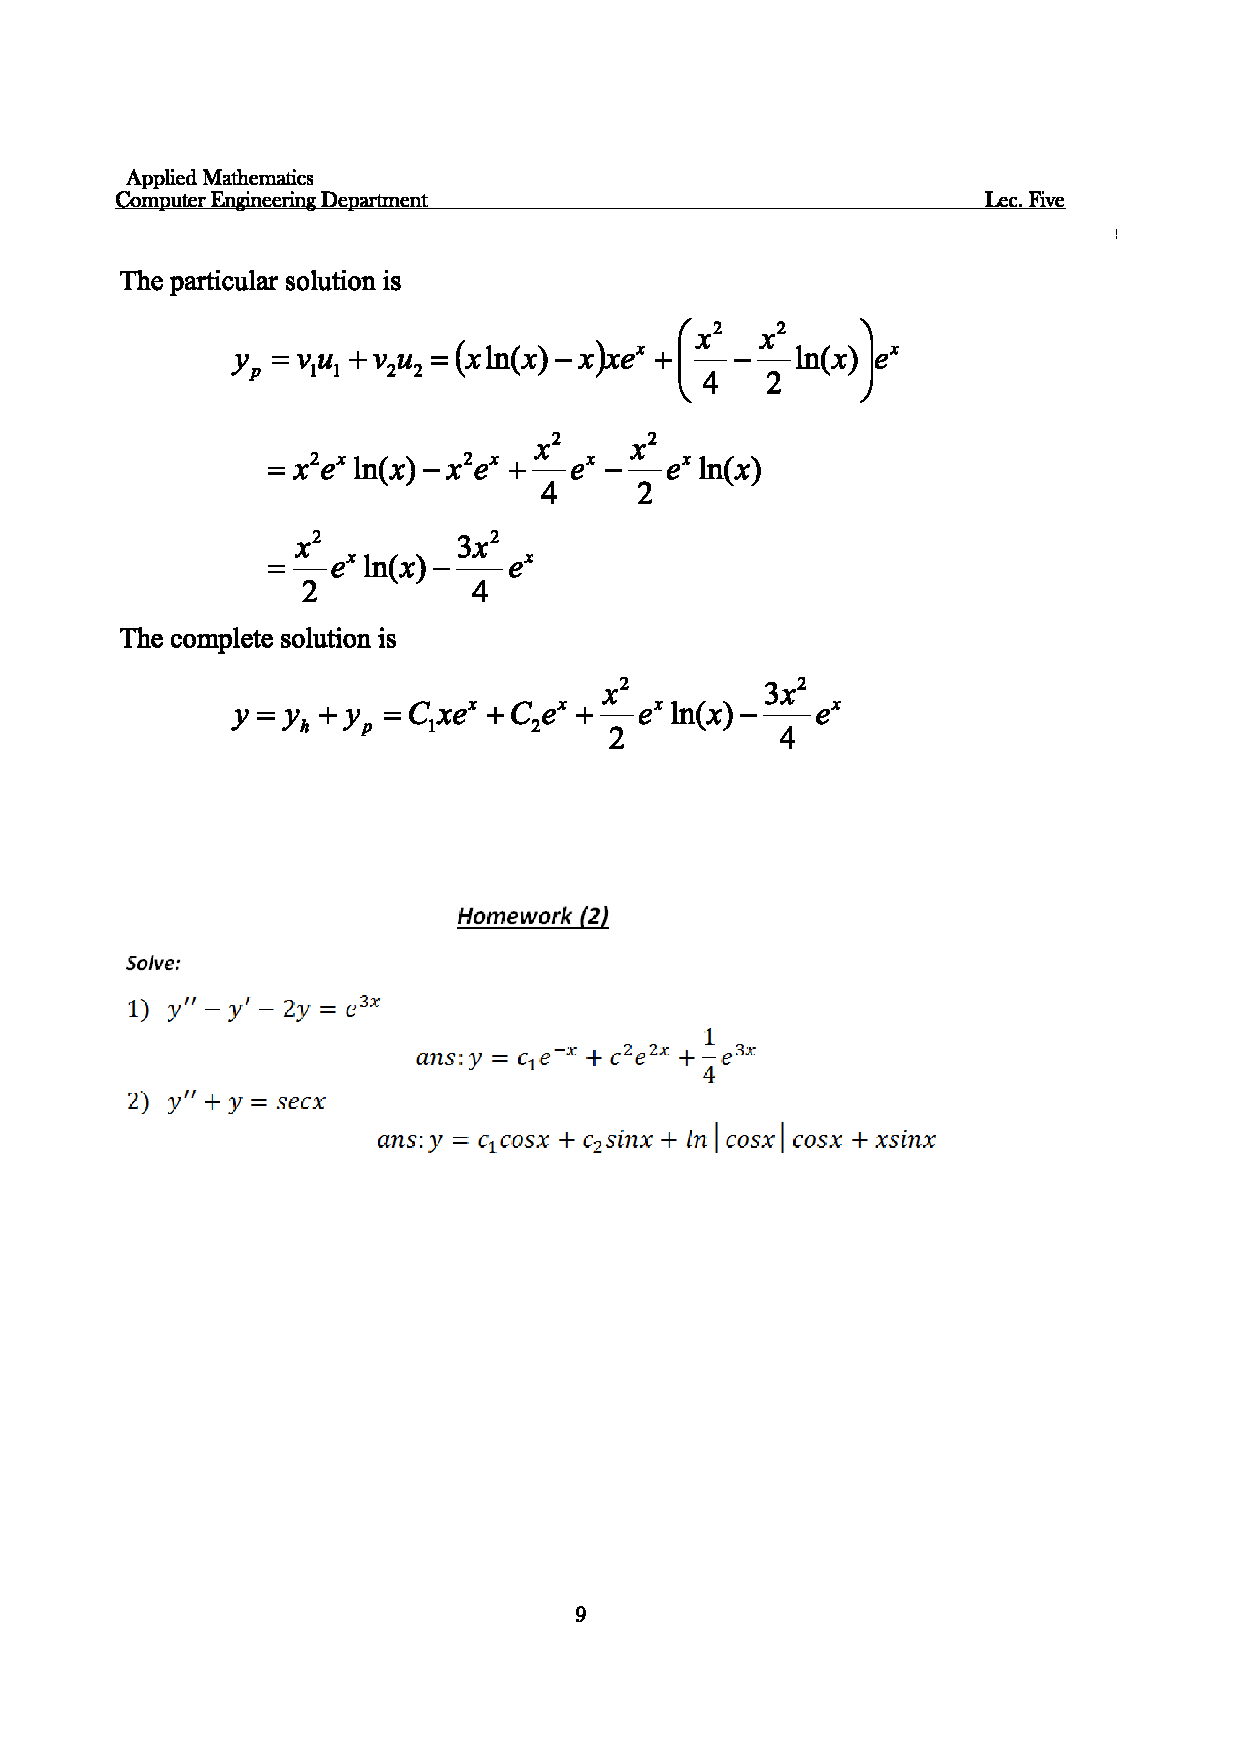 Applied Mathematics
Computer Engineering Department Lec. Five
The particular solution is
y_p = v_1u_1 + v_2u_2 = (x ln(x) − x)xe^x + (x^2/4 − x^2/2 ln(x))e^x
= x^2e^x ln(x) − x^2e^x + x^2/4 e^x − x^2/2 e^x ln(x)
= x^2/2 e^x ln(x) − 3x^2/4 e^x
The complete solution is
y = y_h + y_p = C_1xe^x + C_2e^x + x^2/2 e^x ln(x) − 3x^2/4 e^x
Homework (2)
Solve:
1) y′′ − y′ − 2y = e^{3x}
ans: y = c_1e^{−x} + c^2e^{2x} + 1/4 e^{3x}
2) y′′ + y = secx
ans: y = c_1cosx + c_2sinx + ln|cosx|cosx + xsinx
9